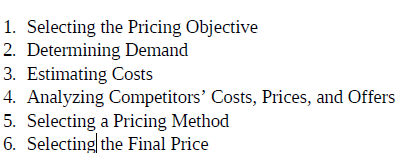 1. Selecting the Pricing Objective
2. Determining Demand
3. Estimating Costs
4. Analyzing Competitors’ Costs, Prices, and Offers
5. Selecting a Pricing Method
6. Selecting the Final Price